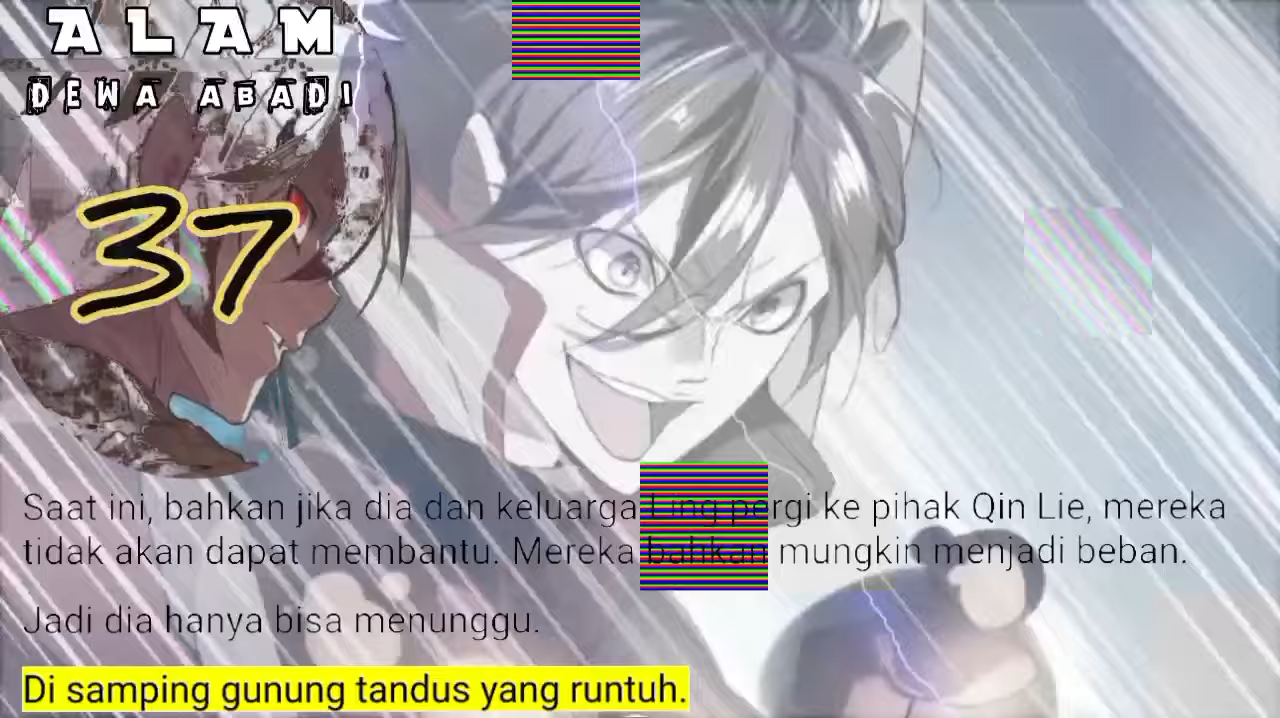 ALAM
DEWA ABADI
37
Saat ini, bahkan jika dia dan keluarga Ling pergi ke pihak Qin Lie, mereka
tidak akan dapat membantu. Mereka bahkan mungkin menjadi beban.
Jadi dia hanya bisa menunggu.
Di samping gunung tandus yang runtuh.